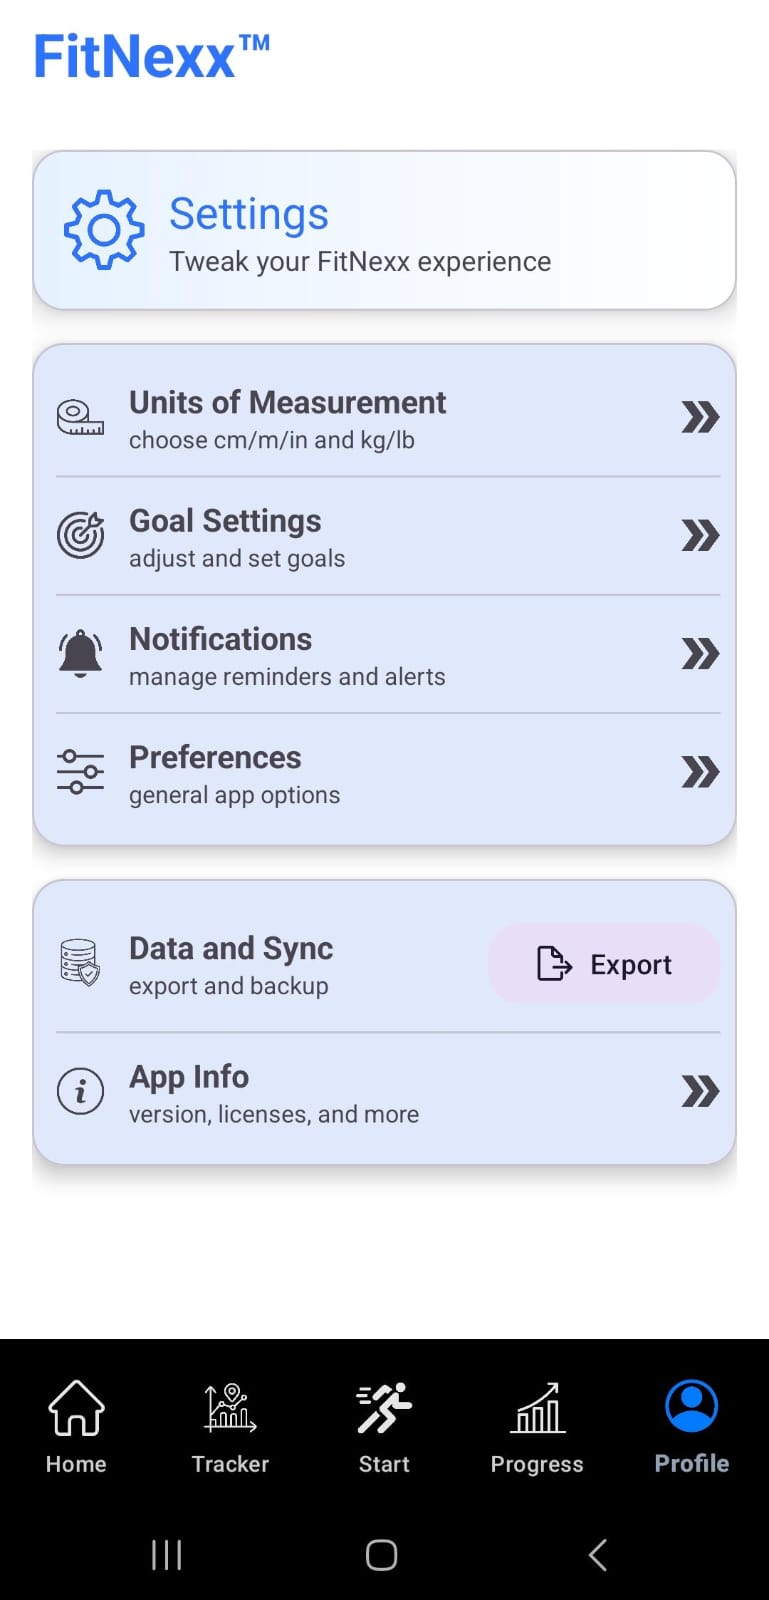 FitNexx™
Settings
Tweak your FitNexx experience
Units of Measurement
choose cm/m/in and kg/lb
Goal Settings
adjust and set goals
Notifications
manage reminders and alerts
Preferences
general app options
Data and Sync
export and backup
Export
App Info
version, licenses, and more
Home
Tracker
Start
Progress
Profile